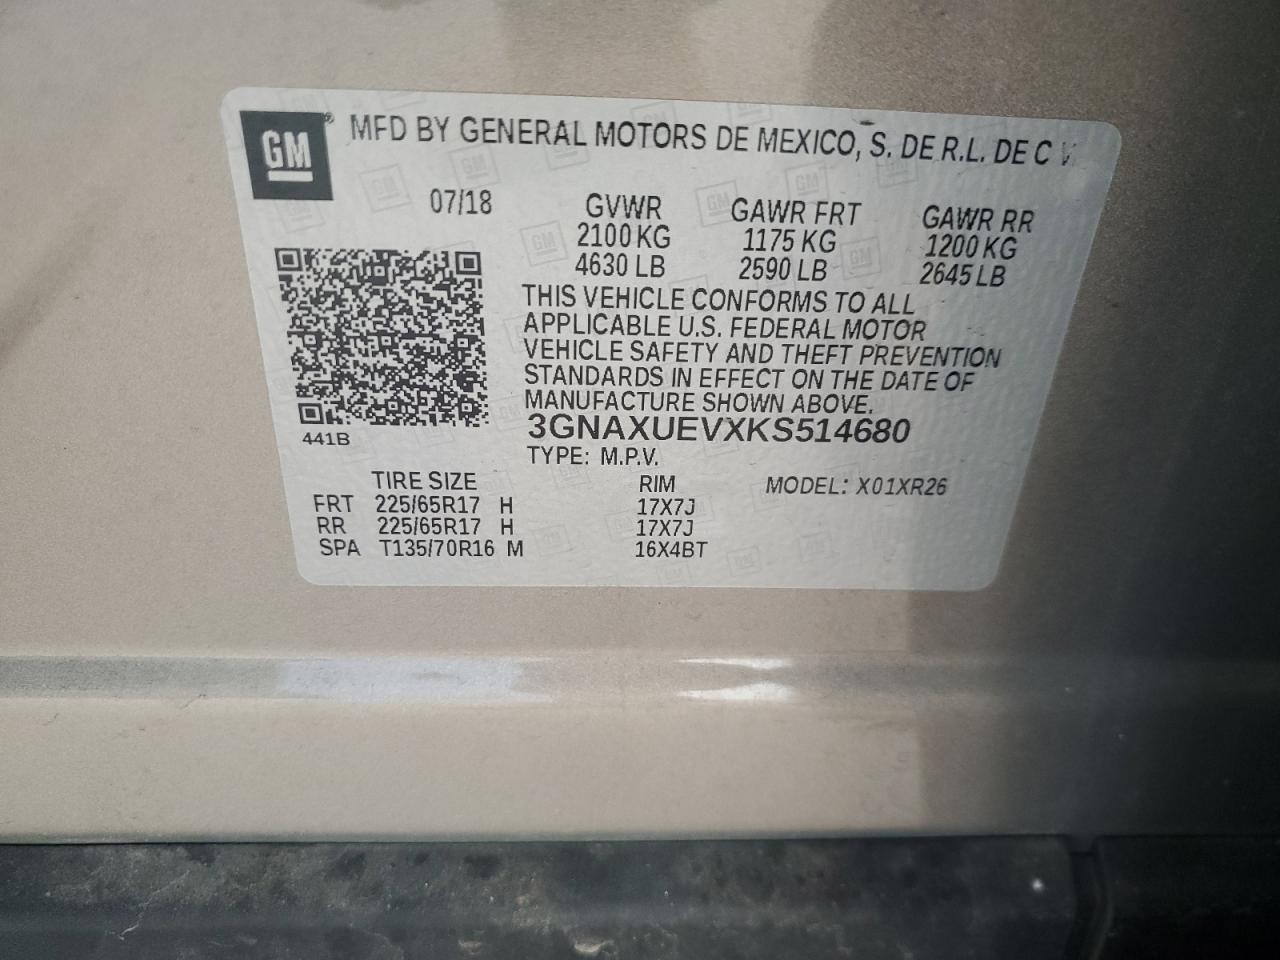 GM
MFD BY GENERAL MOTORS DE MEXICO, S. DE R.L. DE C V
07/18 GVWR GAWR FRT GAWR RR
2100 KG 1175 KG 1200 KG
4630 LB 2590 LB 2645 LB
THIS VEHICLE CONFORMS TO ALL
APPLICABLE U.S. FEDERAL MOTOR
VEHICLE SAFETY AND THEFT PREVENTION
STANDARDS IN EFFECT ON THE DATE OF
MANUFACTURE SHOWN ABOVE.
441B 3GNAXUEVXKS514680
TYPE: M.P.V.
TIRE SIZE RIM MODEL: X01XR26
FRT 225/65R17 H 17X7J
RR 225/65R17 H 17X7J
SPA T135/70R16 M 16X4BT